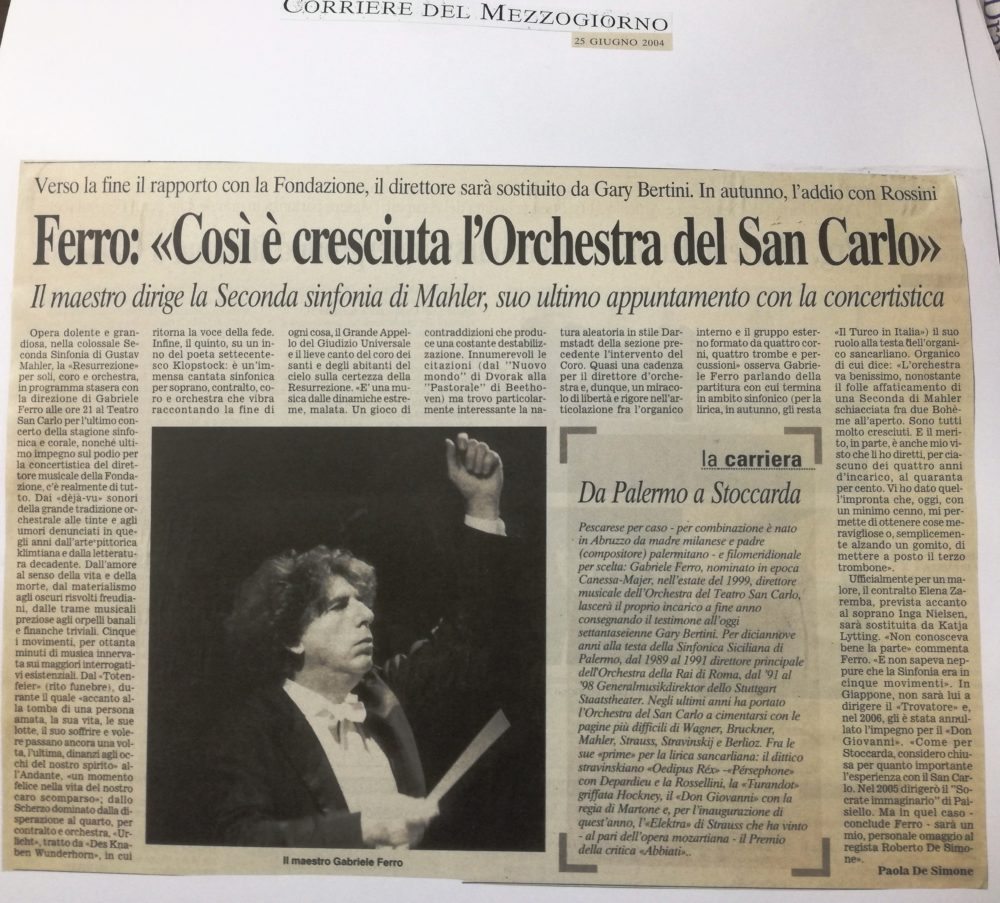 CORRIERE DEL MEZZOGIORNO
25 GIUGNO 2004
Verso la fine il rapporto con la Fondazione, il direttore sarà sostituito da Gary Bertini. In autunno, l'addio con Rossini
Ferro: «Così è cresciuta l'Orchestra del San Carlo»
Il maestro dirige la Seconda sinfonia di Mahler, suo ultimo appuntamento con la concertistica
Opera dolente e gran-
diosa, nella colossale Se-
conda Sinfonia di Gustav
Mahler, la «Resurrezione»
per soli, coro e orchestra,
in programma stasera con
la direzione di Gabriele
Ferro alle ore 21 al Teatro
San Carlo per l'ultimo con-
certo della stagione sinfo-
nica e corale, nonché ulti-
mo impegno sul podio per
la concertistica del diret-
tore musicale della Fonda-
zione, c'è realmente di tut-
to. Dai «déjà-vu» sonori
della grande tradizione or-
chestrale alle tinte e agli
umori denunciati in que-
gli anni dall'arte pittorica
klimtiana e dalla letteratu-
ra decadente. Dall'amore
al senso della vita e della
morte, dal materialismo
agli oscuri risvolti freudia-
ni, dalle trame musicali
preziose agli orpelli banali
e finanche triviali. Cinque
i movimenti, per ottanta
minuti di musica innerva-
ta sui maggiori interrogati-
vi esistenziali. Dal «Toten-
feier» (rito funebre), du-
rante il quale «accanto al-
la tomba di una persona
amata, la sua vita, le sue
lotte, il suo soffrire e vole-
re passano ancora una vol-
ta, l'ultima, dinanzi agli oc-
chi del nostro spirito» al-
l'Andante, «un momento
felice nella vita del nostro
caro scomparso»; dallo
Scherzo dominato dalla di-
sperazione al quarto, per
contralto e orchestra, «Ur-
licht», tratto da «Des Kna-
ben Wunderhorn», in cui
ritorna la voce della fede.
Infine, il quinto, su un in-
no del poeta settecente-
sco Klopstock: è un'im-
mensa cantata sinfonica
per soprano, contralto, co-
ro e orchestra che vibra
raccontando la fine di
ogni cosa, il Grande Appel-
lo del Giudizio Universale
e il lieve canto del coro dei
santi e degli abitanti del
cielo sulla certezza della
Resurrezione. «E' una mu-
sica dalle dinamiche estre-
me, malata. Un gioco di
contraddizioni che produ-
ce una costante destabiliz-
zazione. Innumerevoli le
citazioni (dal "Nuovo
mondo" di Dvorak alla
"Pastorale" di Beetho-
ven) ma trovo particolar-
mente interessante la na-
tura aleatoria in stile Dar-
mstadt della sezione pre-
cedente l'intervento del
Coro. Quasi una cadenza
per il direttore d'orche-
stra e, dunque, un miraco-
lo di libertà e rigore nell'ar-
ticolazione fra l'organico
interno e il gruppo ester-
no formato da quattro cor-
ni, quattro trombe e per-
cussioni» osserva Gabrie-
le Ferro parlando della
partitura con cui termina
in ambito sinfonico (per la
lirica, in autunno, gli resta
«Il Turco in Italia») il suo
ruolo alla testa dell'organi-
co sancarliano. Organico
di cui dice: «L'orchestra
va benissimo, nonostante
il folle affaticamento di
una Seconda di Mahler
schiacciata fra due Bohè-
me all'aperto. Sono tutti
molto cresciuti. E il meri-
to, in parte, è anche mio vi-
sto che li ho diretti, per cia-
scuno dei quattro anni
d'incarico, al quaranta
per cento. Vi ho dato quel-
l'impronta che, oggi, con
un minimo cenno, mi per-
mette di ottenere cose me-
ravigliose o, semplicemen-
te alzando un gomito, di
mettere a posto il terzo
trombone».
Ufficialmente per un ma-
lore, il contralto Elena Za-
remba, prevista accanto
al soprano Inga Nielsen,
sarà sostituita da Katja
Lytting. «Non conosceva
bene la parte» commenta
Ferro. «E non sapeva nep-
pure che la Sinfonia era in
cinque movimenti». In
Giappone, non sarà lui a
dirigere il «Trovatore» e,
nel 2006, gli è stato annul-
lato l'impegno per il «Don
Giovanni». «Come per
Stoccarda, considero chiu-
sa per quanto importante
l'esperienza con il San Car-
lo. Nel 2005 dirigerò il "So-
crate immaginario" di Pai-
siello. Ma in quel caso -
conclude Ferro - sarà un
mio, personale omaggio al
regista Roberto De Simo-
ne».
Paola De Simone
la carriera
Da Palermo a Stoccarda
Pescarese per caso - per combinazione è nato
in Abruzzo da madre milanese e padre
(compositore) palermitano - e filomeridionale
per scelta: Gabriele Ferro, nominato in epoca
Canessa-Majer, nell'estate del 1999, direttore
musicale dell'Orchestra del Teatro San Carlo,
lascerà il proprio incarico a fine anno
consegnando il testimone all'oggi
settantaseienne Gary Bertini. Per diciannove
anni alla testa della Sinfonica Siciliana di
Palermo, dal 1989 al 1991 direttore principale
dell'Orchestra della Rai di Roma, dal '91 al
'98 Generalmusikdirektor dello Stuttgart
Staatstheater. Negli ultimi anni ha portato
l'Orchestra del San Carlo a cimentarsi con le
pagine più difficili di Wagner, Bruckner,
Mahler, Strauss, Stravinskij e Berlioz. Fra le
sue «prime» per la lirica sancarliana: il dittico
stravinskiano «Oedipus Réx» -«Pérsephone»
con Depardieu e la Rossellini, la «Turandot»
griffata Hockney, il «Don Giovanni» con la
regia di Martone e, per l'inaugurazione di
quest'anno, l'«Elektra» di Strauss che ha vinto
- al pari dell'opera mozartiana - il Premio
della critica «Abbiati»..
Il maestro Gabriele Ferro